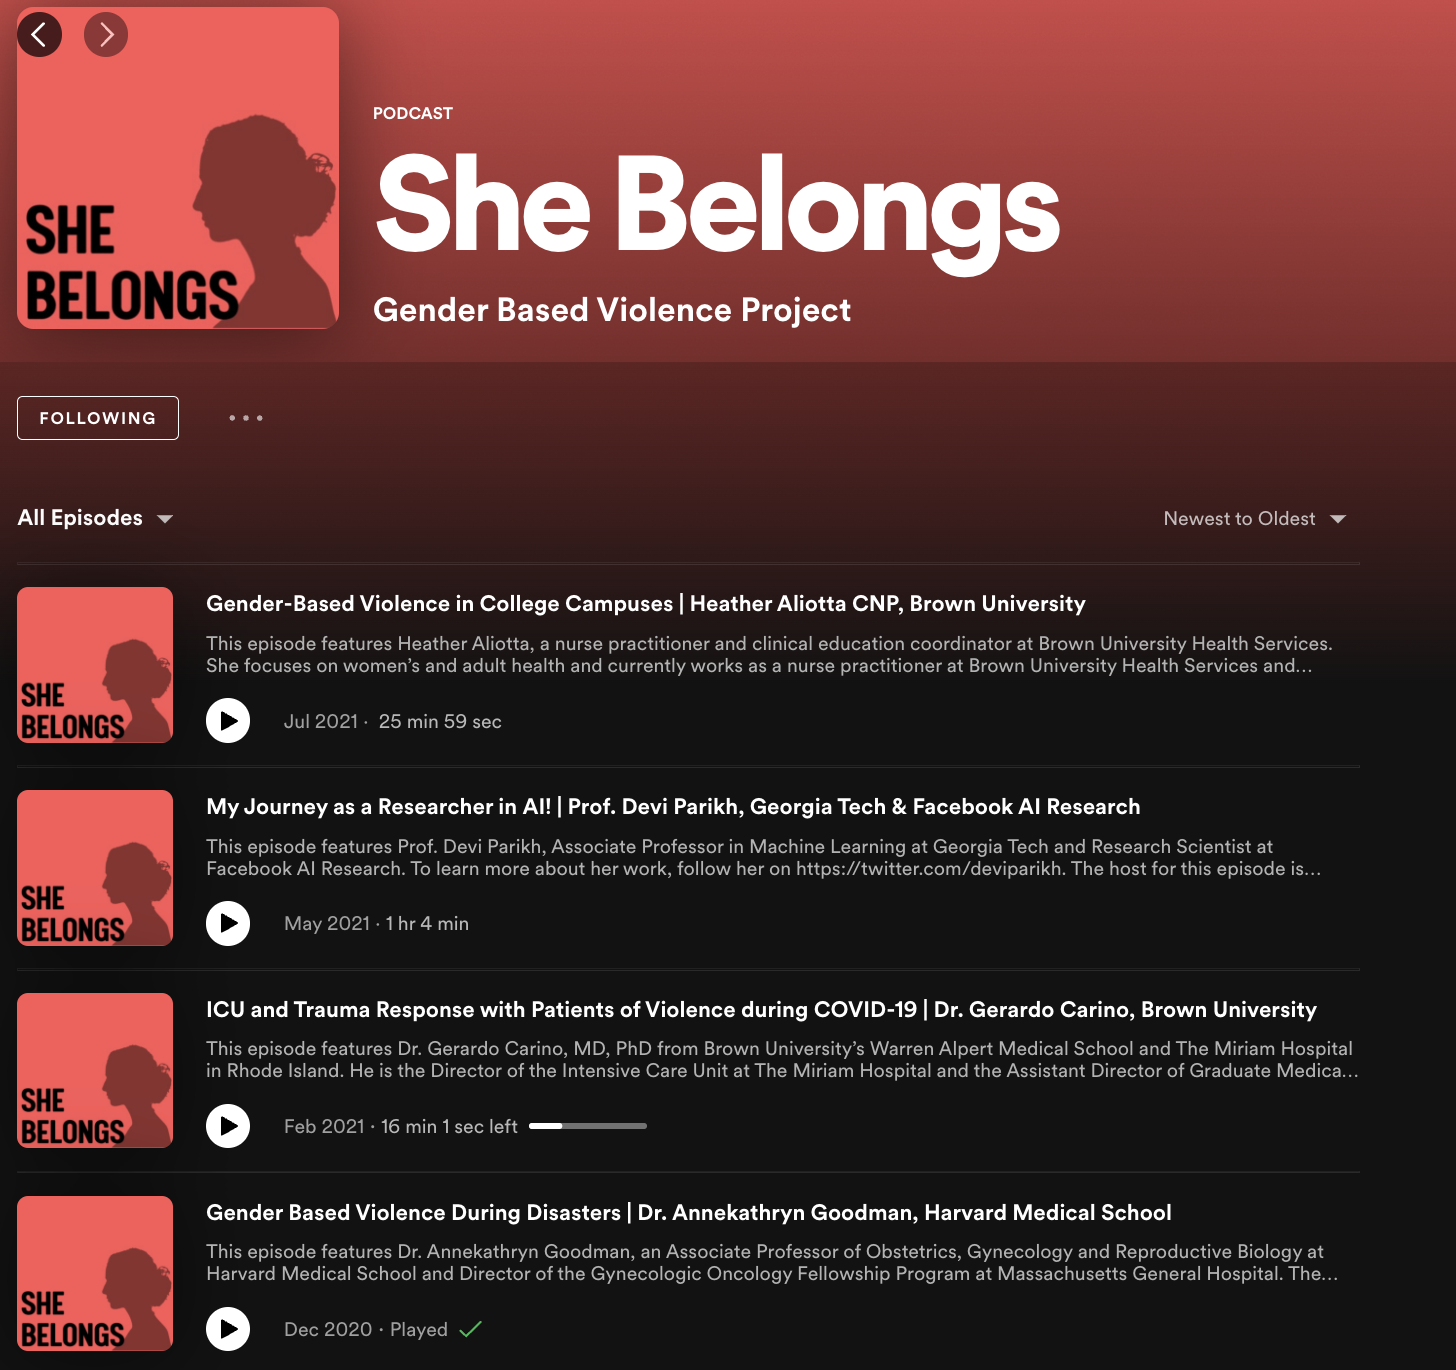 SHE
BELONGS
PODCAST
She Belongs
Gender Based Violence Project
FOLLOWING
All Episodes
Newest to Oldest
SHE
BELONGS
Gender-Based Violence in College Campuses | Heather Aliotta CNP, Brown University
This episode features Heather Aliotta, a nurse practitioner and clinical education coordinator at Brown University Health Services.
She focuses on women’s and adult health and currently works as a nurse practitioner at Brown University Health Services and...
Jul 2021 · 25 min 59 sec
SHE
BELONGS
My Journey as a Researcher in AI! | Prof. Devi Parikh, Georgia Tech & Facebook AI Research
This episode features Prof. Devi Parikh, Associate Professor in Machine Learning at Georgia Tech and Research Scientist at
Facebook AI Research. To learn more about her work, follow her on https://twitter.com/deviparikh. The host for this episode is...
May 2021 · 1 hr 4 min
SHE
BELONGS
ICU and Trauma Response with Patients of Violence during COVID-19 | Dr. Gerardo Carino, Brown University
This episode features Dr. Gerardo Carino, MD, PhD from Brown University’s Warren Alpert Medical School and The Miriam Hospital
in Rhode Island. He is the Director of the Intensive Care Unit at The Miriam Hospital and the Assistant Director of Graduate Medica...
Feb 2021 · 16 min 1 sec left
SHE
BELONGS
Gender Based Violence During Disasters | Dr. Annekathryn Goodman, Harvard Medical School
This episode features Dr. Annekathryn Goodman, an Associate Professor of Obstetrics, Gynecology and Reproductive Biology at
Harvard Medical School and Director of the Gynecologic Oncology Fellowship Program at Massachusetts General Hospital. The...
Dec 2020 · Played